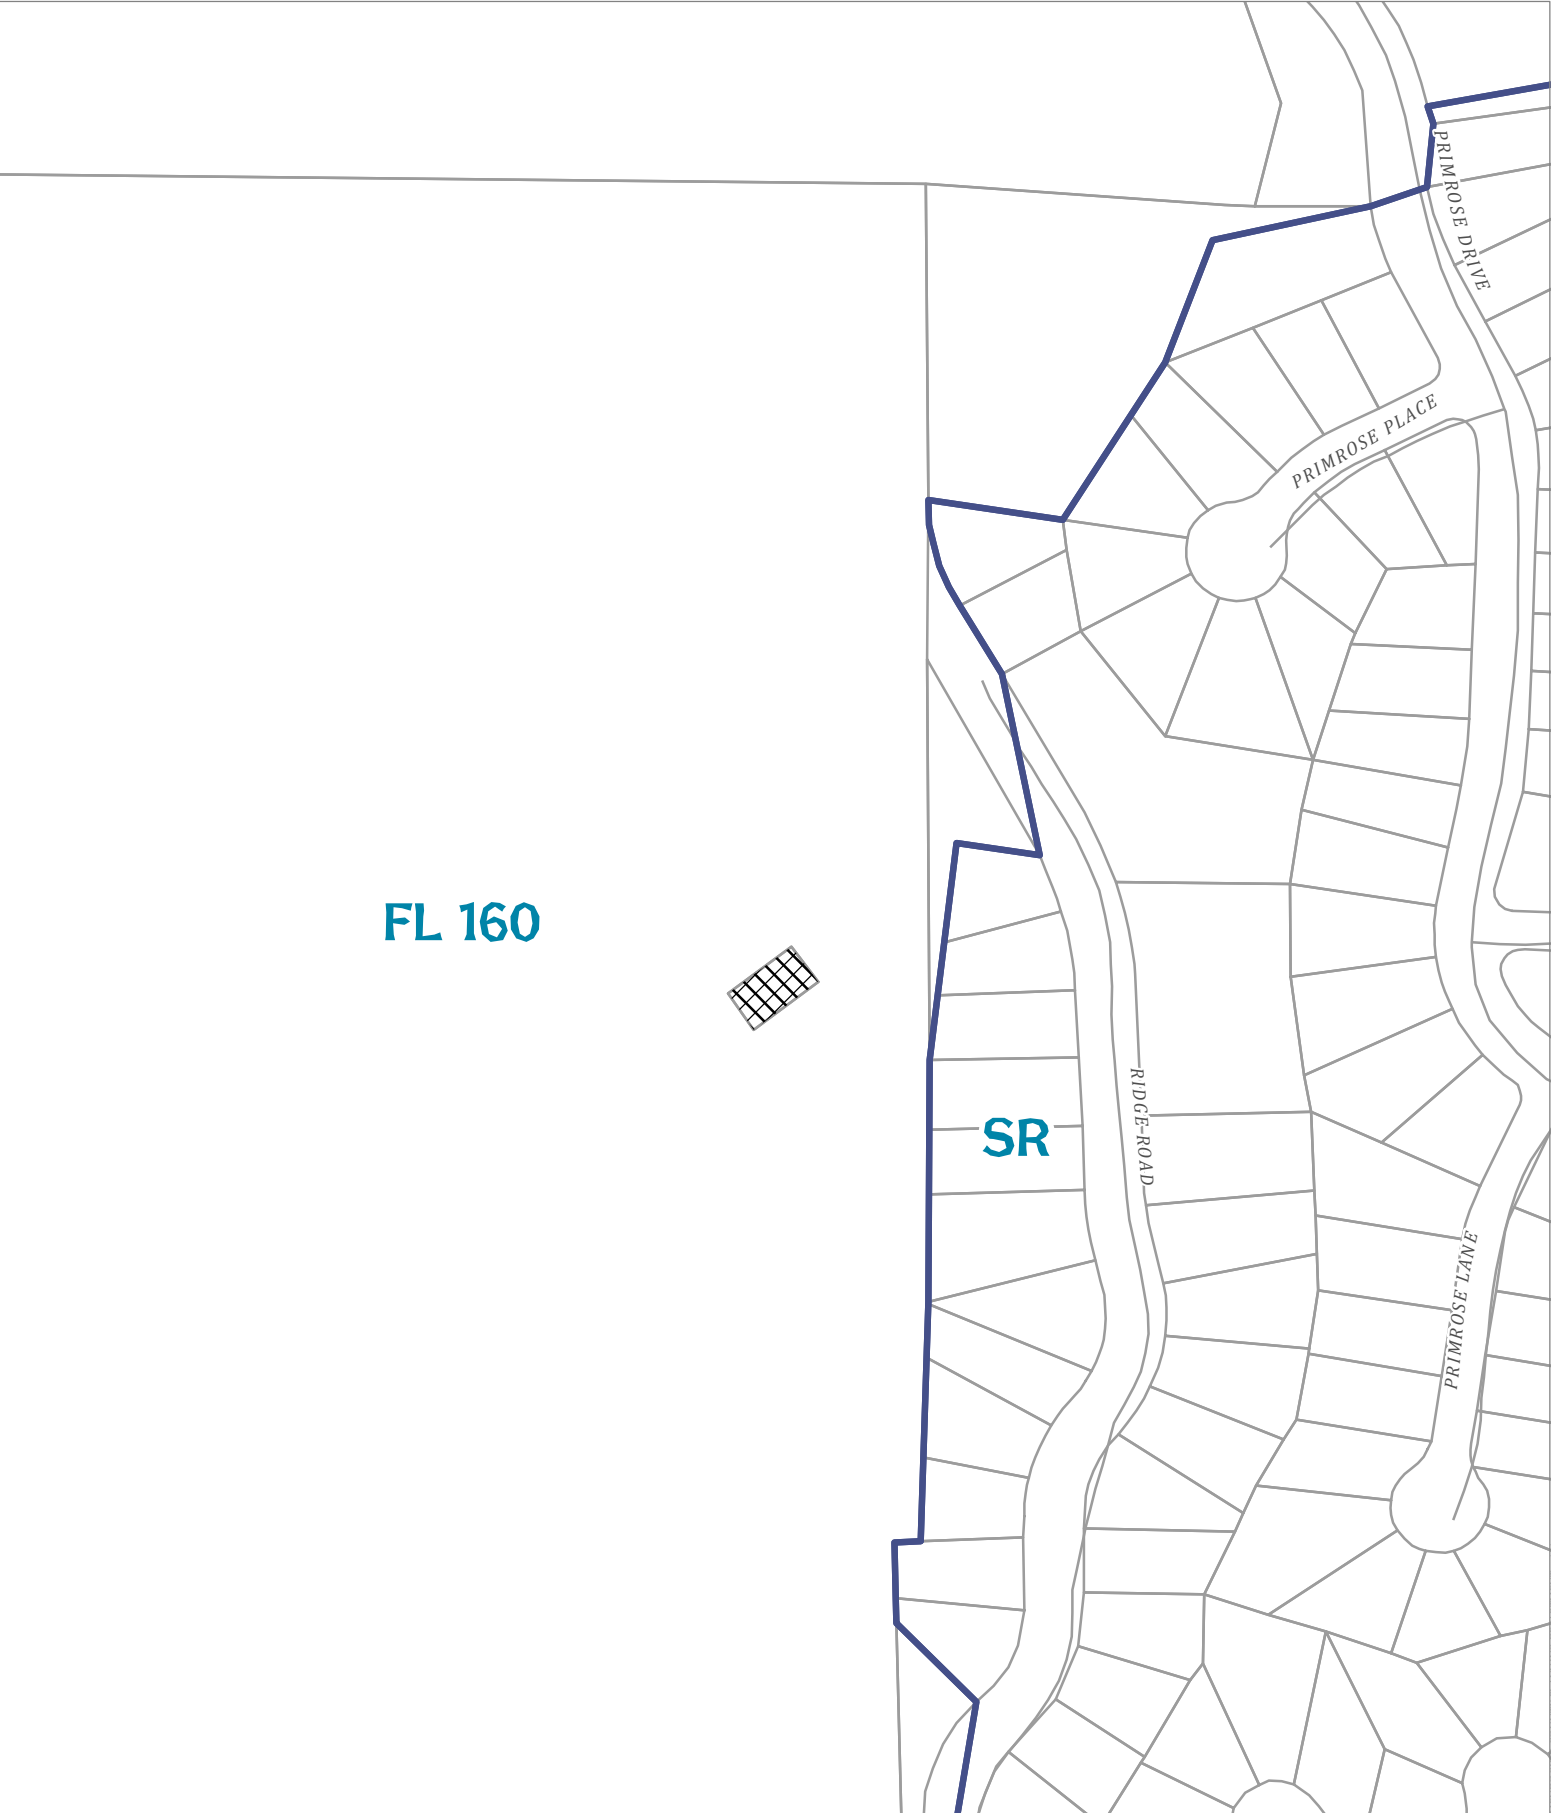 PRIMROSE DRIVE
PRIMROSE PLACE
FL 160
RIDGE ROAD
SR
PRIMROSE LANE